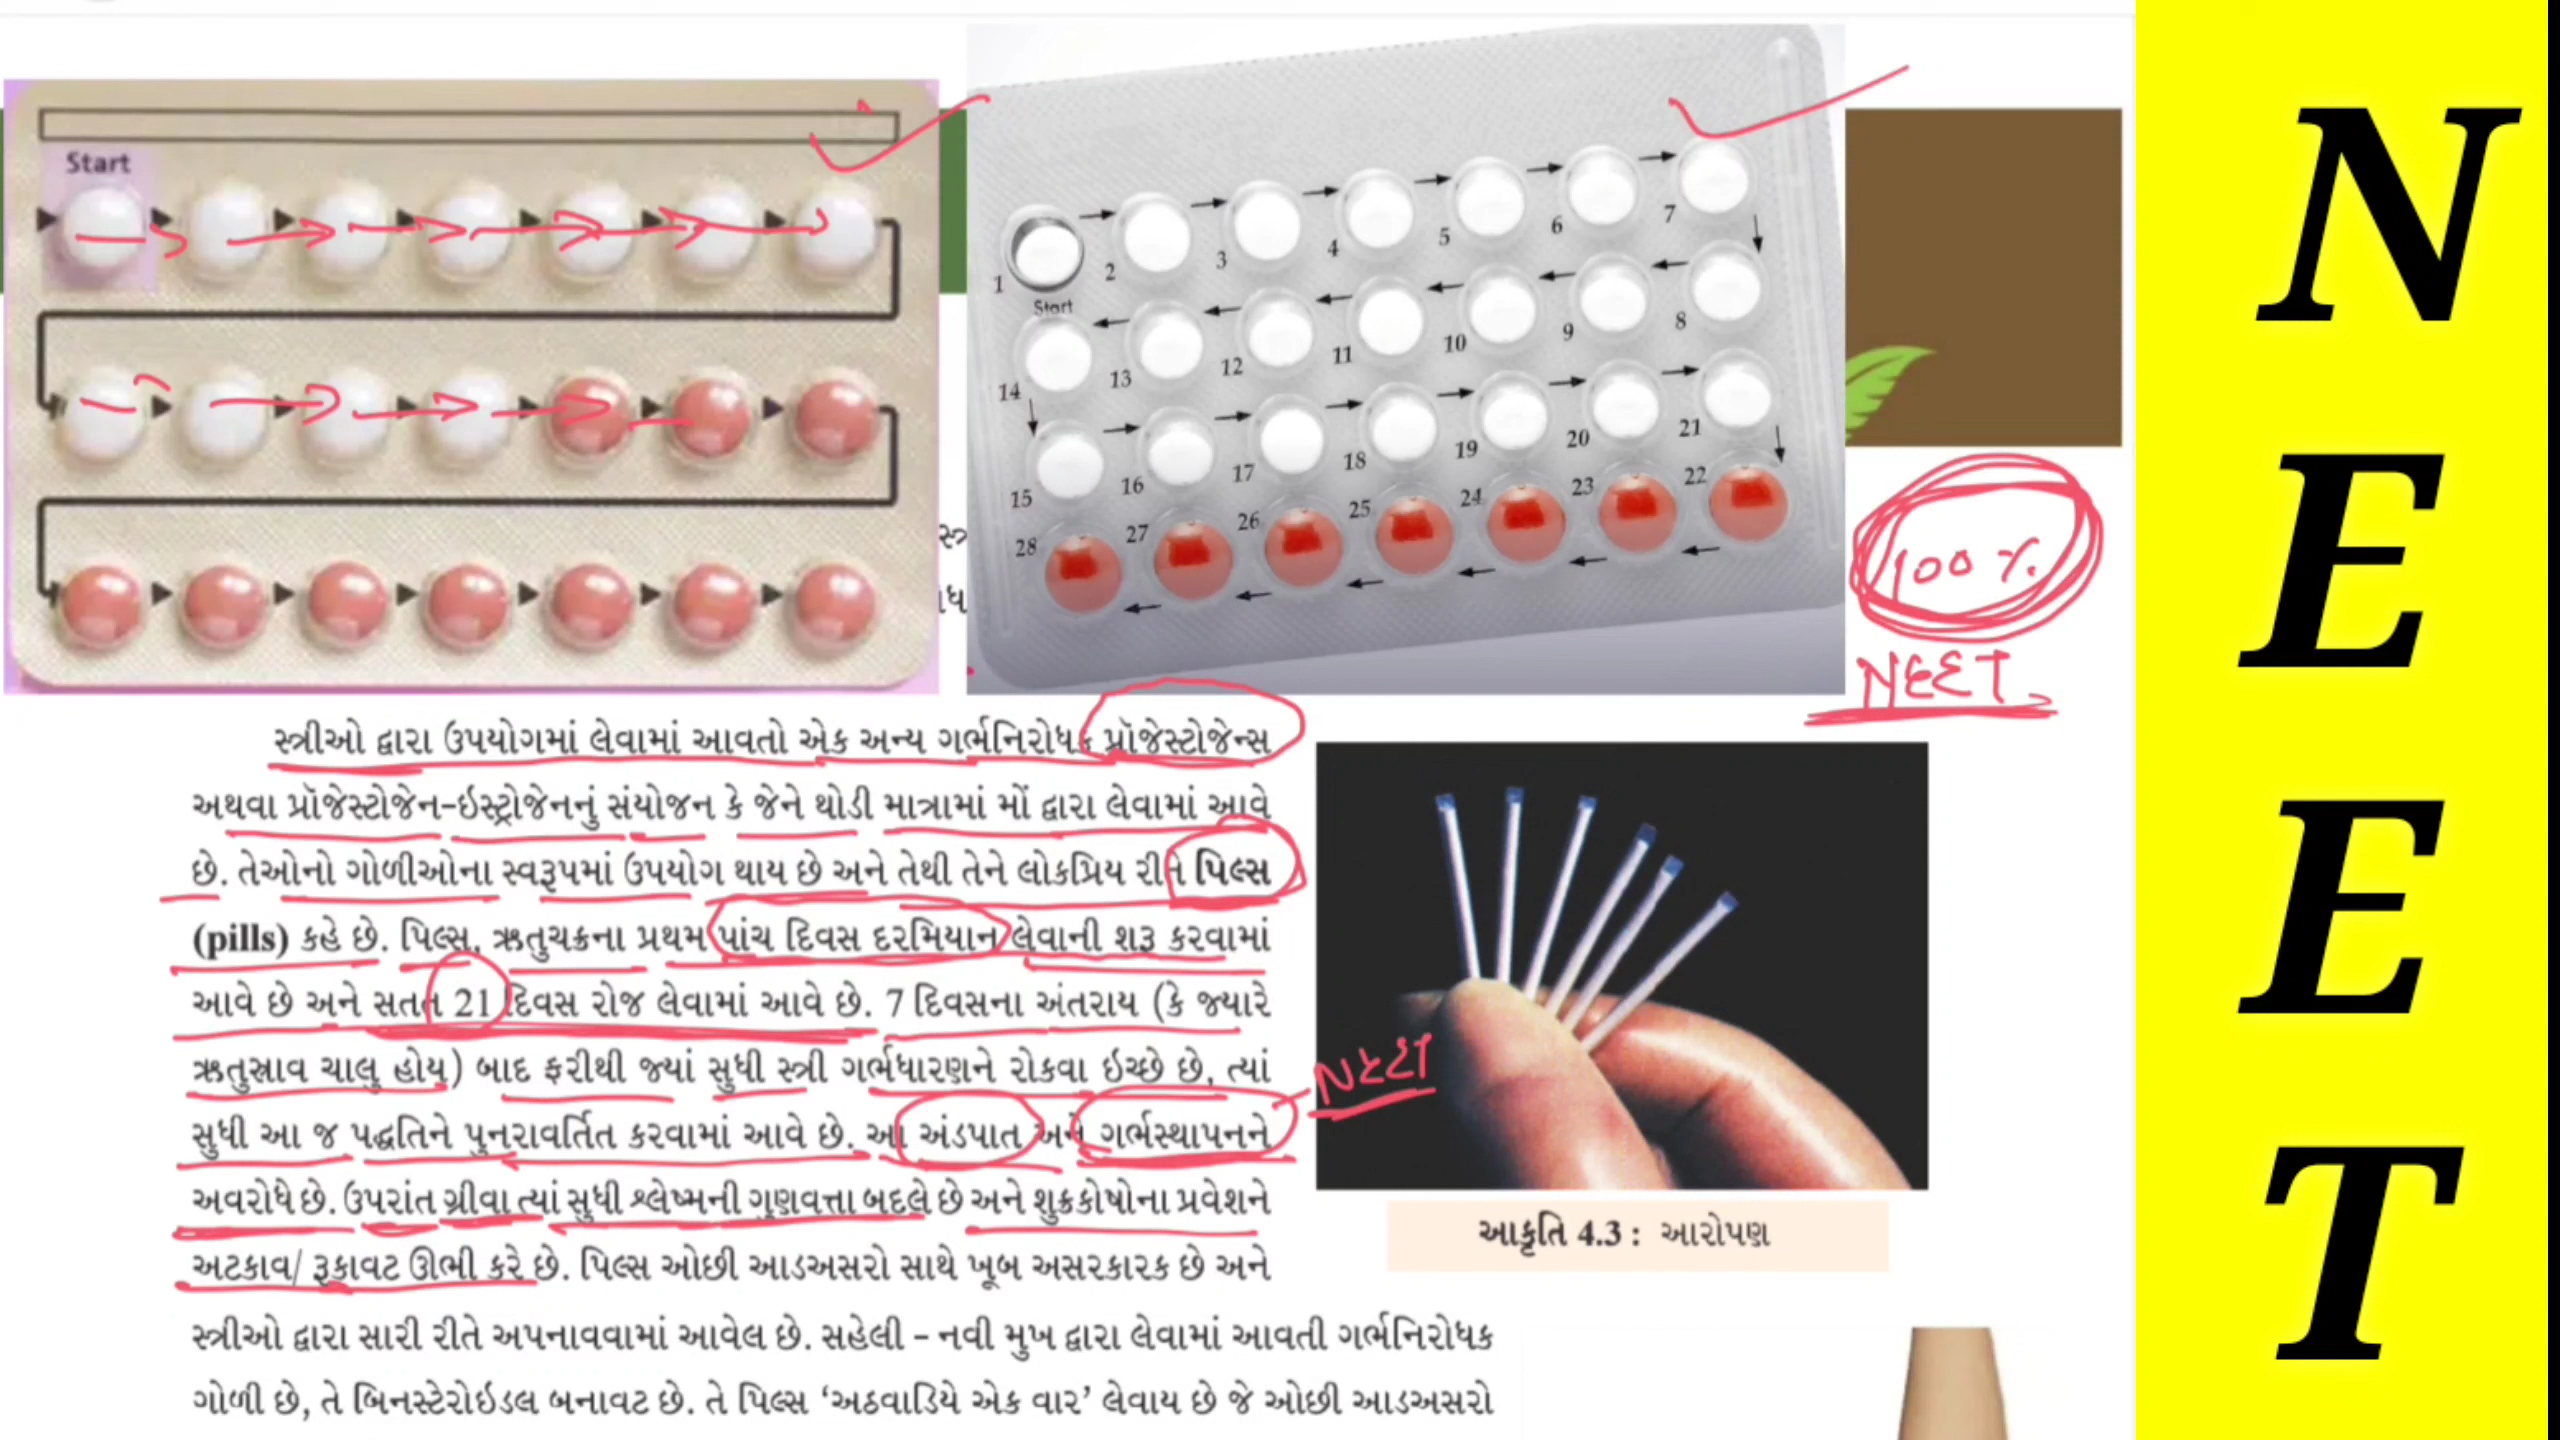 Start
1 2 3 4 5 6 7
Start
14 13 12 11 10 9 8
15 16 17 18 19 20 21
28 27 26 25 24 23 22
100 %
NEET
સ્ત્રીઓ દ્વારા ઉપયોગમાં લેવામાં આવતો એક અન્ય ગર્ભનિરોધક પ્રૉજેસ્ટોજેન્સ
અથવા પ્રૉજેસ્ટોજેન-ઇસ્ટ્રોજેનનું સંયોજન કે જેને થોડી માત્રામાં મોં દ્વારા લેવામાં આવે
છે. તેઓનો ગોળીઓના સ્વરૂપમાં ઉપયોગ થાય છે અને તેથી તેને લોકપ્રિય રીતે પિલ્સ
(pills) કહે છે. પિલ્સ, ઋતુચક્રના પ્રથમ પાંચ દિવસ દરમિયાન લેવાની શરૂ કરવામાં
આવે છે અને સતત 21 દિવસ રોજ લેવામાં આવે છે. 7 દિવસના અંતરાય (કે જ્યારે
ઋતુસ્રાવ ચાલુ હોય) બાદ ફરીથી જ્યાં સુધી સ્ત્રી ગર્ભધારણને રોકવા ઇચ્છે છે, ત્યાં
સુધી આ જ પદ્ધતિને પુનરાવર્તિત કરવામાં આવે છે. આ અંડપાત અને ગર્ભસ્થાપનને
અવરોધે છે. ઉપરાંત ગ્રીવા ત્યાં સુધી શ્લેષ્મની ગુણવત્તા બદલે છે અને શુક્રકોષોના પ્રવેશને
અટકાવ/ રૂકાવટ ઊભી કરે છે. પિલ્સ ઓછી આડઅસરો સાથે ખૂબ અસરકારક છે અને
સ્ત્રીઓ દ્વારા સારી રીતે અપનાવવામાં આવેલ છે. સહેલી – નવી મુખ દ્વારા લેવામાં આવતી ગર્ભનિરોધક
ગોળી છે, તે બિનસ્ટેરોઇડલ બનાવટ છે. તે પિલ્સ ‘અઠવાડિયે એક વાર’ લેવાય છે જે ઓછી આડઅસરો
NEET
આકૃતિ 4.3 : આરોપણ
N
E
E
T